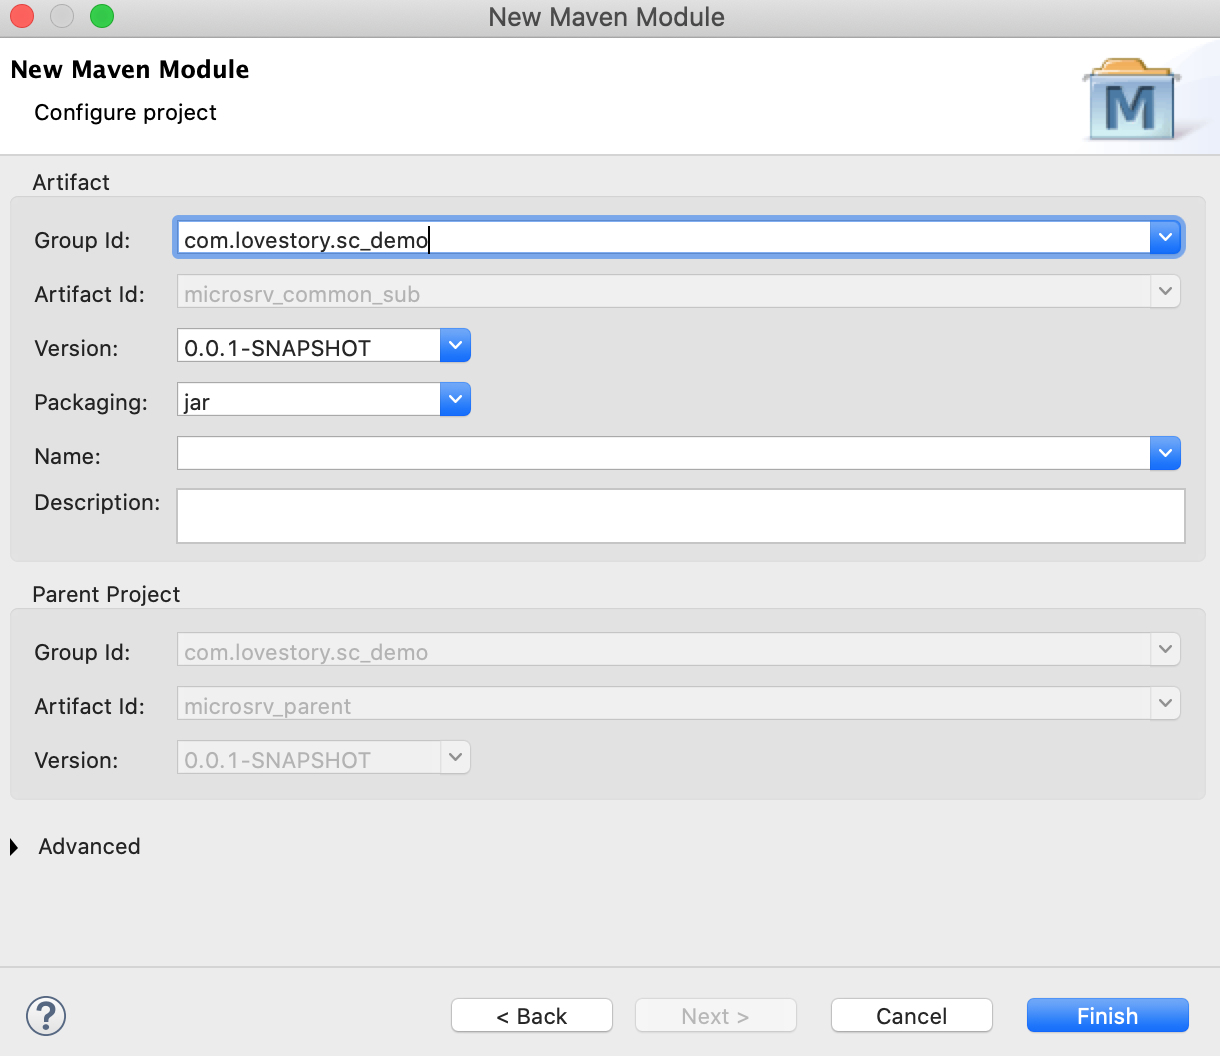 New Maven Module
New Maven Module
Configure project
M
Artifact
Group Id: com.lovestory.sc_demo
Artifact Id: microsrv_common_sub
Version: 0.0.1-SNAPSHOT
Packaging: jar
Name:
Description:
Parent Project
Group Id: com.lovestory.sc_demo
Artifact Id: microsrv_parent
Version: 0.0.1-SNAPSHOT
Advanced
? < Back Next > Cancel Finish